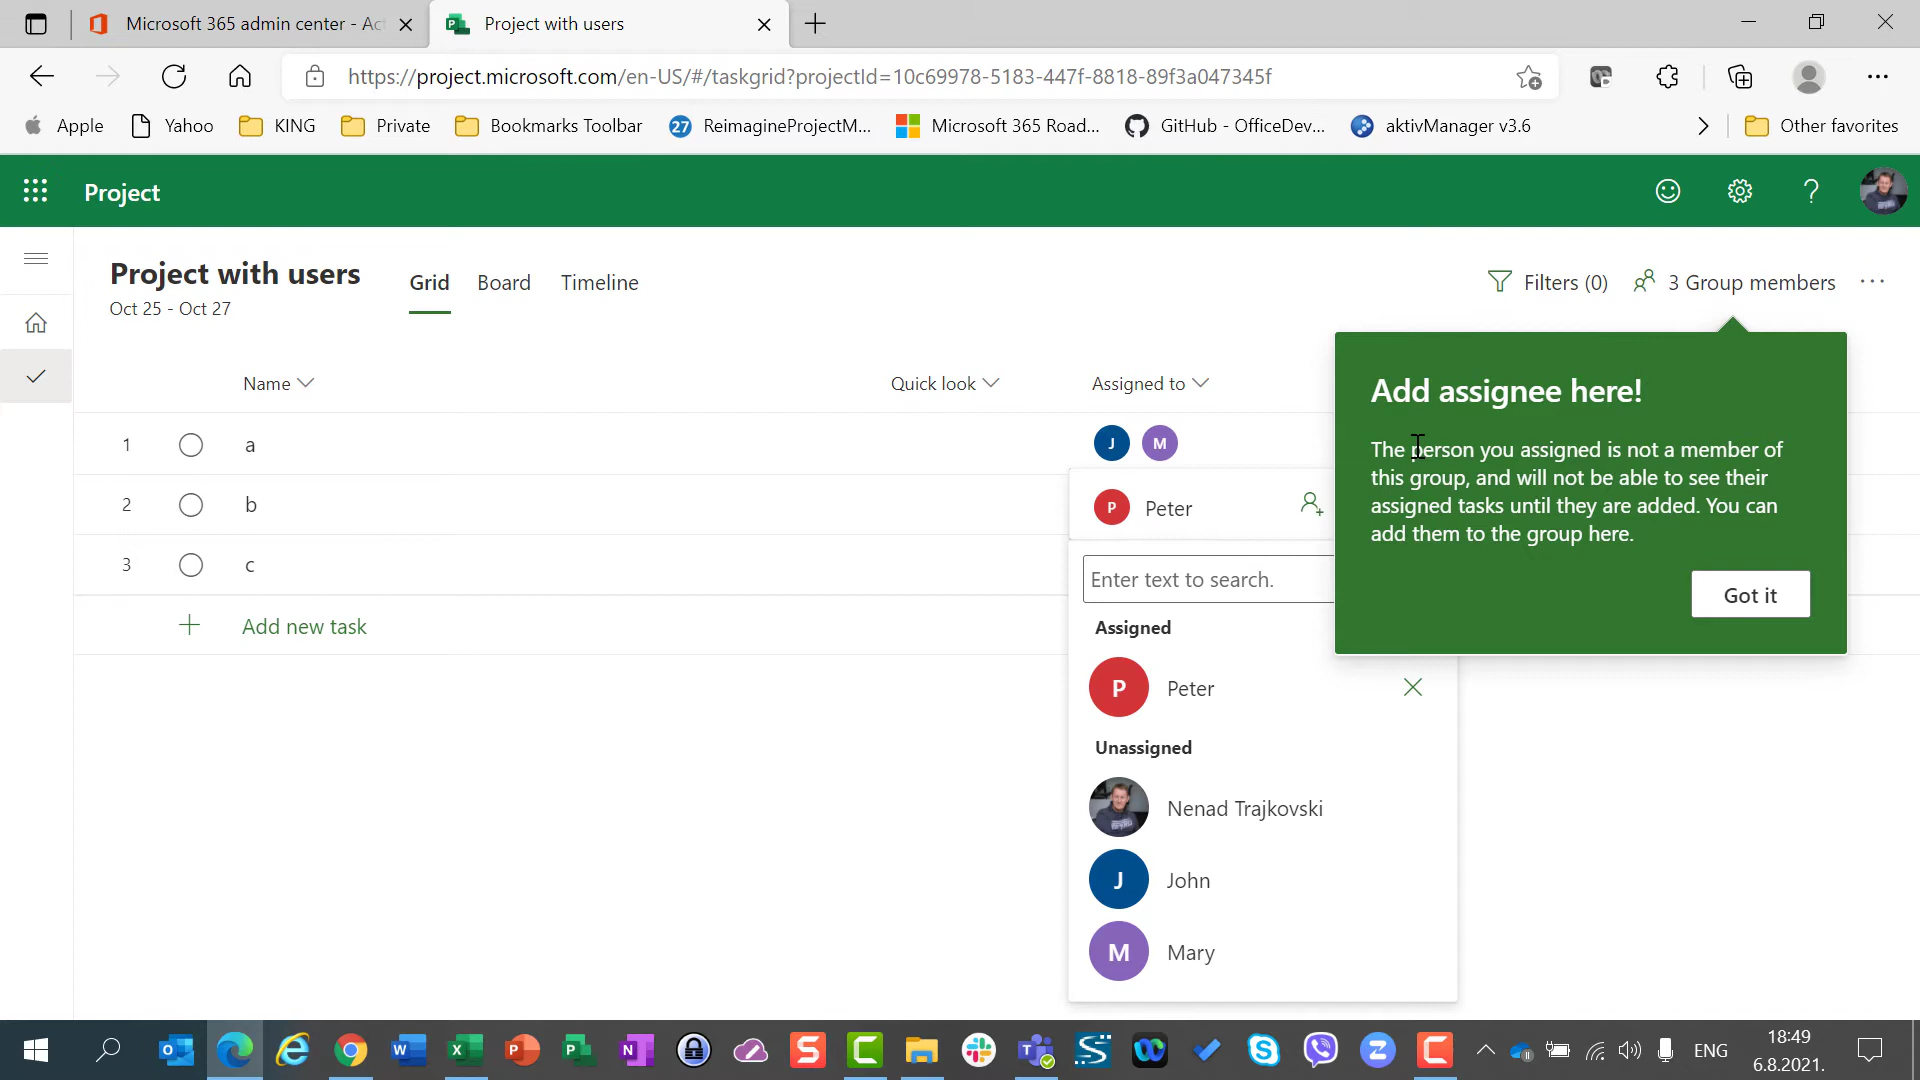 Microsoft 365 admin center - Act
Project with users
https://project.microsoft.com/en-US/#/taskgrid?projectId=10c69978-5183-447f-8818-89f3a047345f
Apple
Yahoo
KING
Private
Bookmarks Toolbar
27
ReimagineProjectM...
Microsoft 365 Road...
GitHub - OfficeDev...
aktivManager v3.6
Other favorites
Project
Project with users
Oct 25 - Oct 27
Grid
Board
Timeline
Filters (0)
3 Group members
Name
Quick look
Assigned to
1
a
J
M
2
b
P
Peter
3
c
Add new task
Enter text to search.
Assigned
P
Peter
Unassigned
Nenad Trajkovski
J
John
M
Mary
Add assignee here!
The person you assigned is not a member of
this group, and will not be able to see their
assigned tasks until they are added. You can
add them to the group here.
Got it
ENG
18:49
6.8.2021.